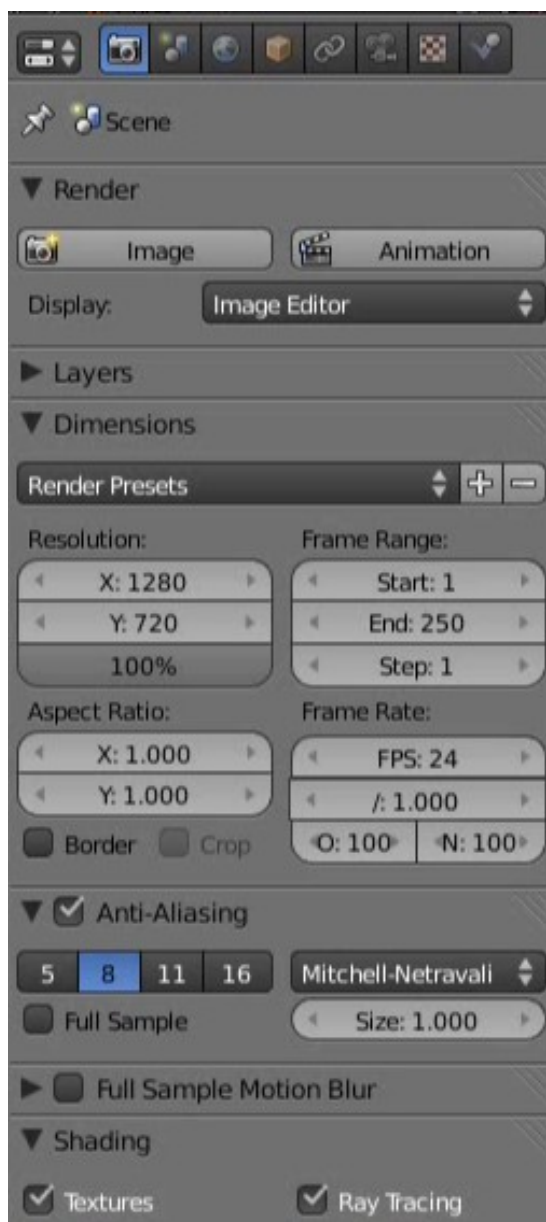 Scene
Render
Image Animation
Display: Image Editor
Layers
Dimensions
Render Presets
Resolution: Frame Range:
X: 1280 Start: 1
Y: 720 End: 250
100% Step: 1
Aspect Ratio: Frame Rate:
X: 1.000 FPS: 24
Y: 1.000 /: 1.000
Border Crop O: 100 N: 100
Anti-Aliasing
5 8 11 16 Mitchell-Netravali
Full Sample Size: 1.000
Full Sample Motion Blur
Shading
Textures Ray Tracing